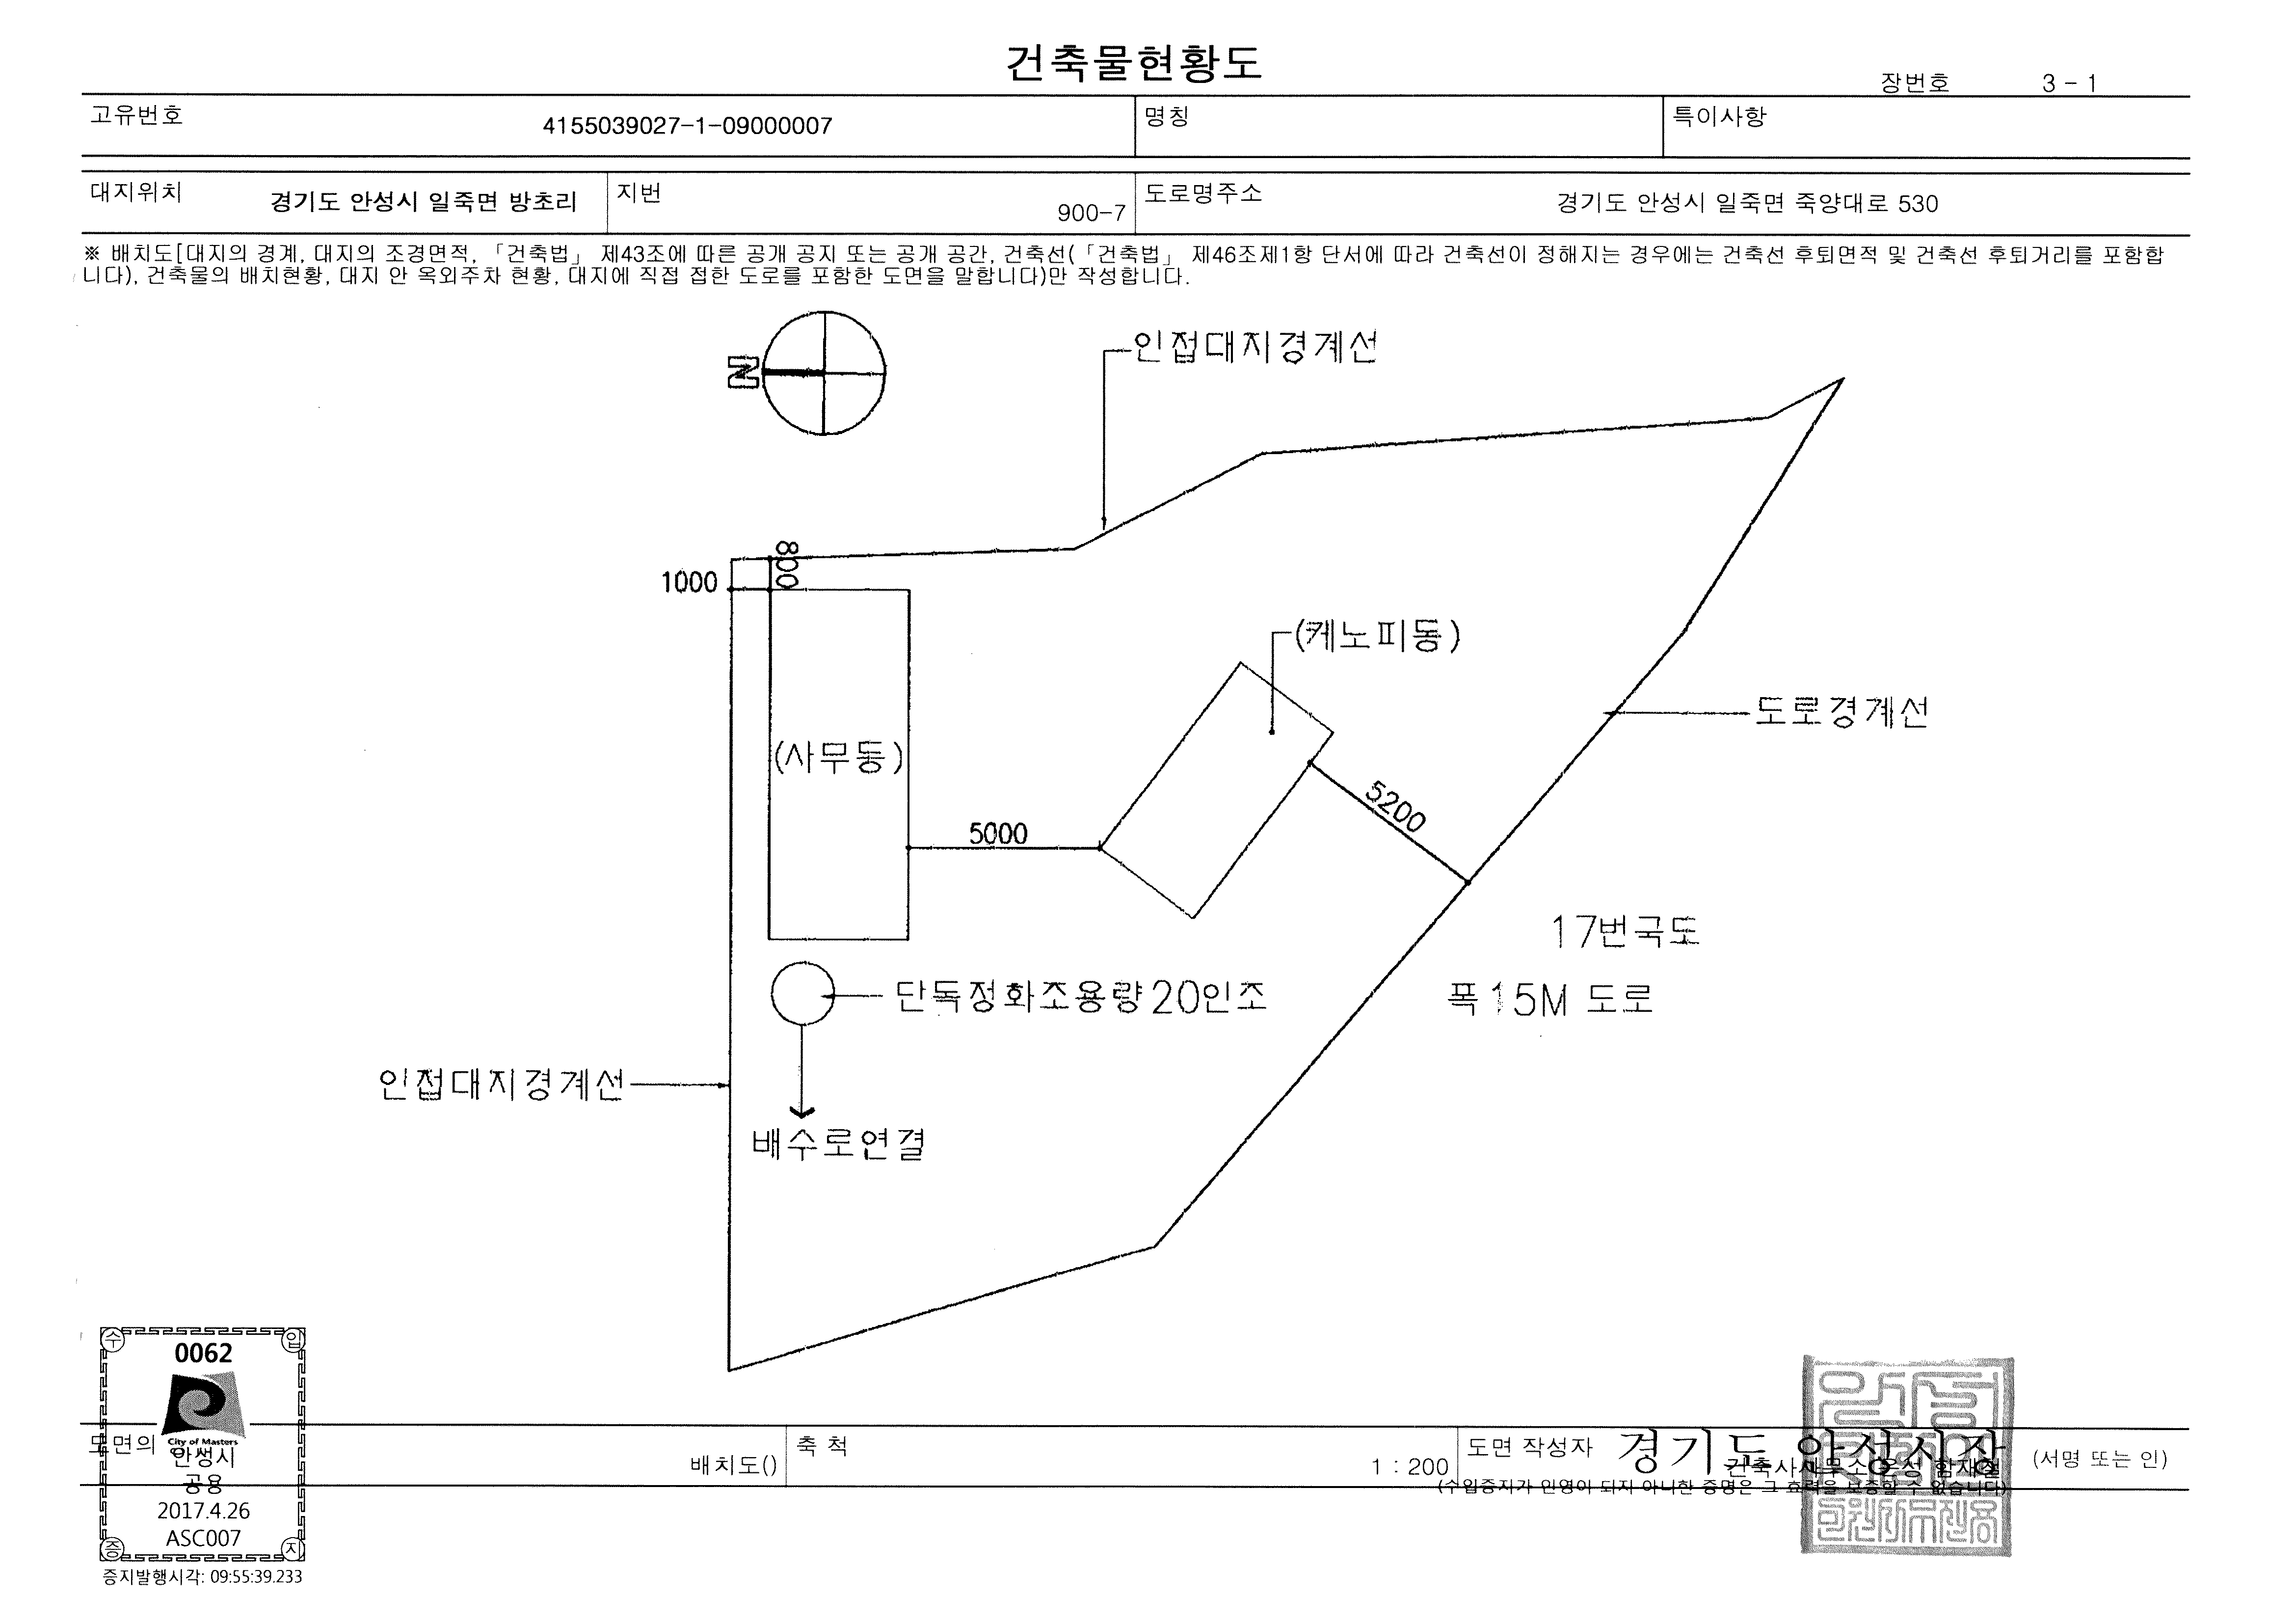 건축물현황도
장번호 3-1
고유번호 4155039027-1-09000007 명칭 특이사항
대지위치 경기도 안성시 일죽면 방초리 지번 900-7 도로명주소 경기도 안성시 일죽면 죽양대로 530
※ 배치도[대지의 경계, 대지의 조경면적, 「건축법」 제43조에 따른 공개 공지 또는 공개 공간, 건축선(「건축법」 제46조제1항 단서에 따라 건축선이 정해지는 경우에는 건축선 후퇴면적 및 건축선 후퇴거리를 포함합
니다), 건축물의 배치현황, 대지 안 옥외주차 현황, 대지에 직접 접한 도로를 포함한 도면을 말합니다)만 작성합니다.
N
인접대지경계선
800
1000
(케노피동)
도로경계선
(사무동)
5000
5200
17번국도
폭15M 도로
단독정화조용량20인조
인접대지경계선
배수로연결
수 입
0062
City of Masters
안성시
공용
2017.4.26
ASC007
증 지
증지발행시각: 09:55:39.233
도면의
배치도()
축 척 1 : 200
도면 작성자 경기도 안성시장 (서명 또는 인)
(수입증지가 인영이 되지 아니한 증명은 그 효력을 보증할 수 없습니다)